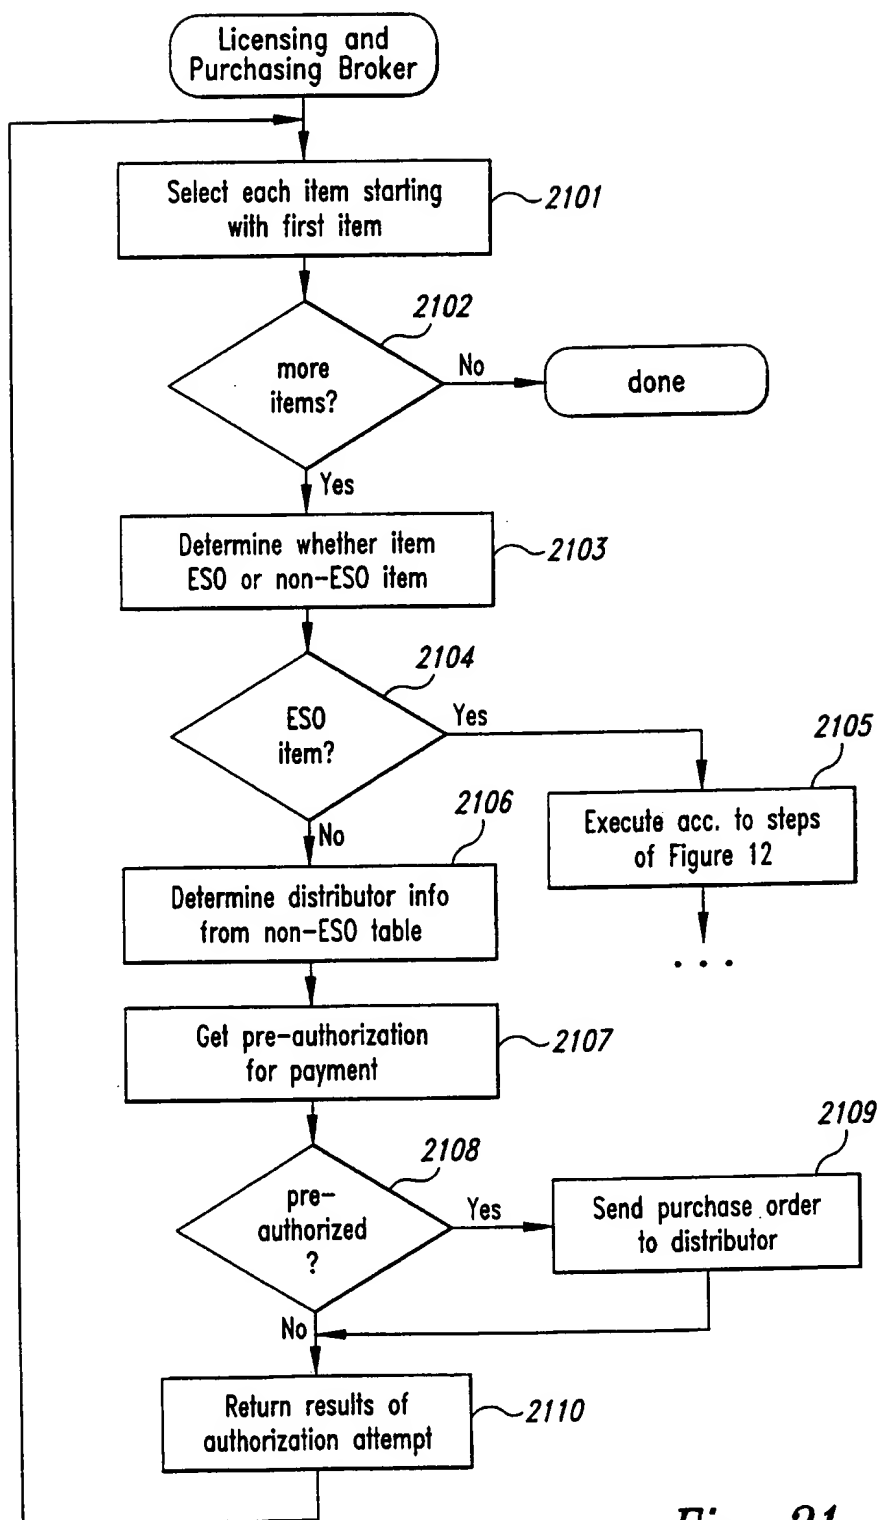 Licensing and
Purchasing Broker
Select each item starting
with first item
2101
2102
more
items?
No
done
Yes
Determine whether item
ESO or non-ESO item
2103
2104
ESO
item?
Yes
2105
Execute acc. to steps
of Figure 12
. . .
No
2106
Determine distributor info
from non-ESO table
Get pre-authorization
for payment
2107
2108
pre-
authorized
?
Yes
2109
Send purchase order
to distributor
No
Return results of
authorization attempt
2110
Fig. 21